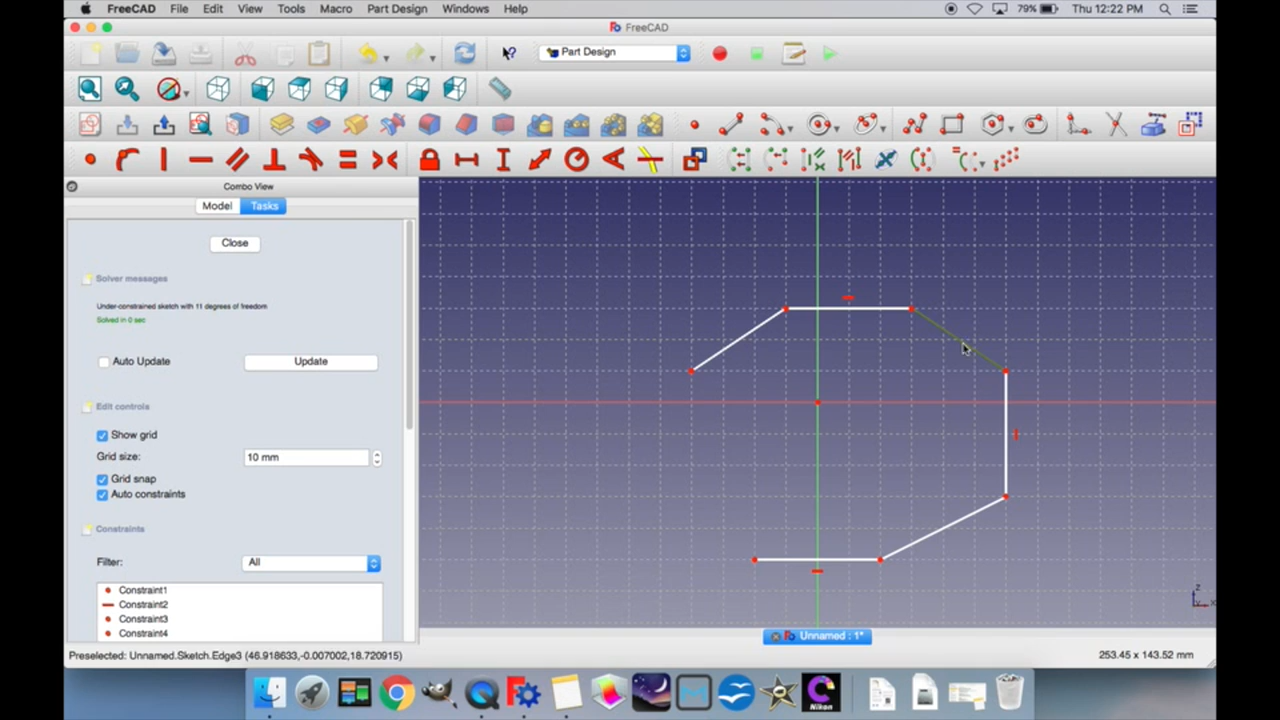 FreeCAD File Edit View Tools Macro Part Design Windows Help 79% Thu 12:22 PM
FreeCAD
Part Design
Combo View
Model Tasks
Close
Solver messages
Under-constrained sketch with 11 degrees of freedom
Solved in 0 sec
Auto Update Update
Edit controls
Show grid
Grid size: 10 mm
Grid snap
Auto constraints
Constraints
Filter: All
Constraint1
Constraint2
Constraint3
Constraint4
Z
X
Unnamed : 1*
Preselected: Unnamed.Sketch.Edge3 (46.918633,-0.007002,18.720915) 253.45 x 143.52 mm
Nikon